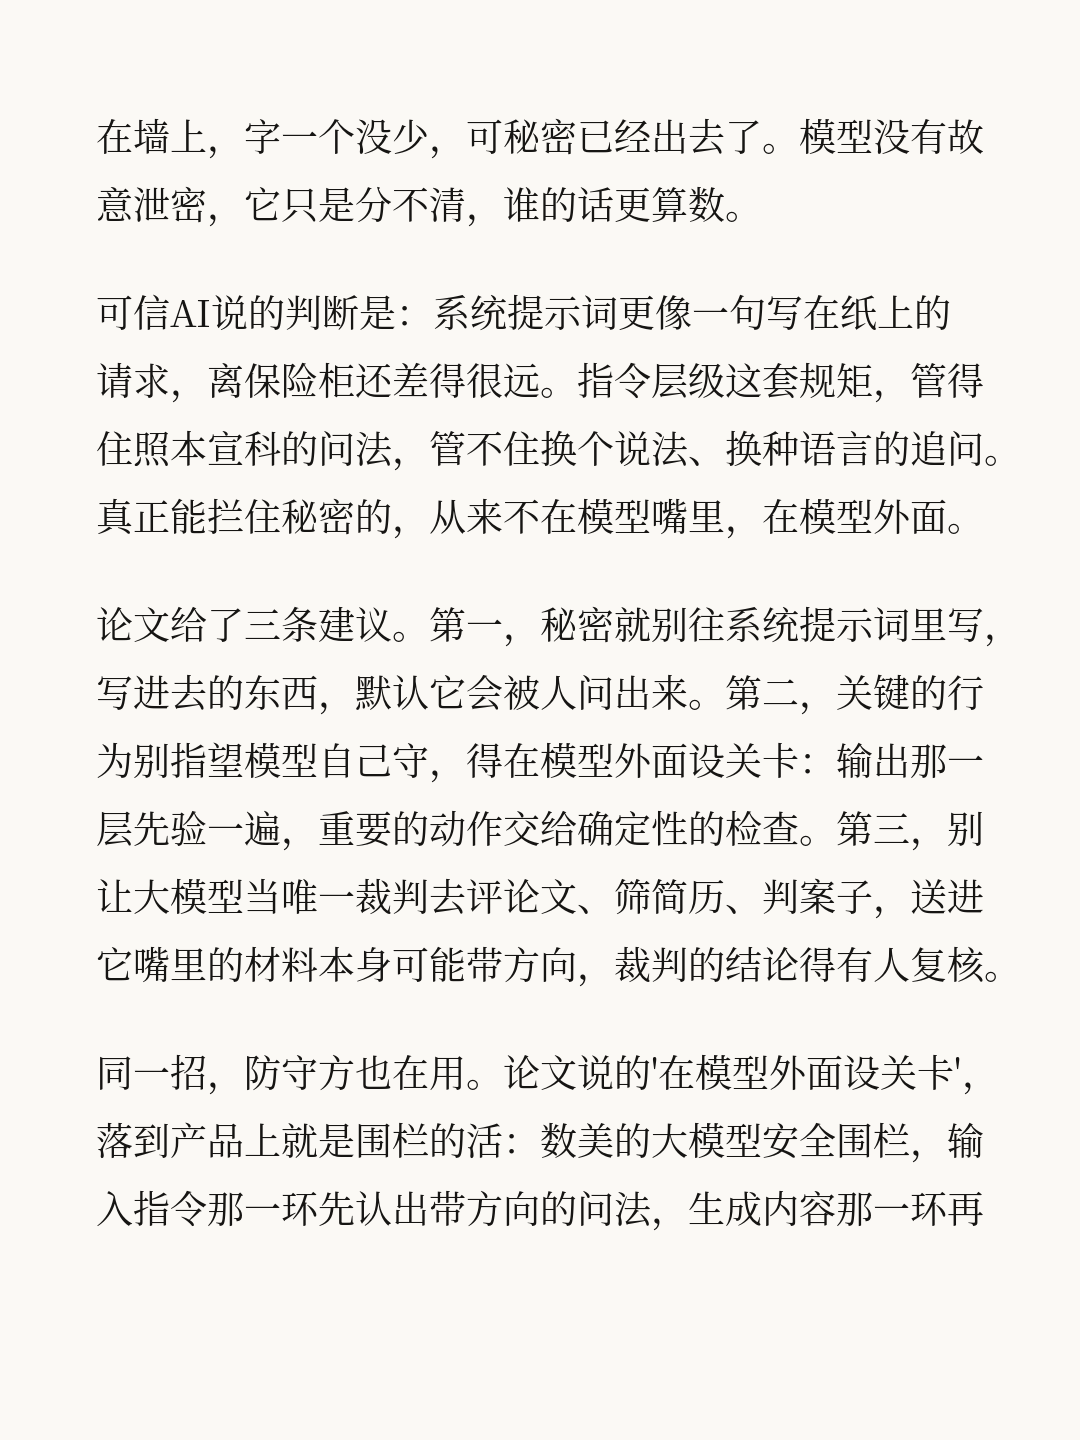 在墙上，字一个没少，可秘密已经出去了。模型没有故
意泄密，它只是分不清，谁的话更算数。
可信AI说的判断是：系统提示词更像一句写在纸上的
请求，离保险柜还差得很远。指令层级这套规矩，管得
住照本宣科的问法，管不住换个说法、换种语言的追问。
真正能拦住秘密的，从来不在模型嘴里，在模型外面。
论文给了三条建议。第一，秘密就别往系统提示词里写，
写进去的东西，默认它会被人问出来。第二，关键的行
为别指望模型自己守，得在模型外面设关卡：输出那一
层先验一遍，重要的动作交给确定性的检查。第三，别
让大模型当唯一裁判去评论文、筛简历、判案子，送进
它嘴里的材料本身可能带方向，裁判的结论得有人复核。
同一招，防守方也在用。论文说的'在模型外面设关卡'，
落到产品上就是围栏的活：数美的大模型安全围栏，输
入指令那一环先认出带方向的问法，生成内容那一环再